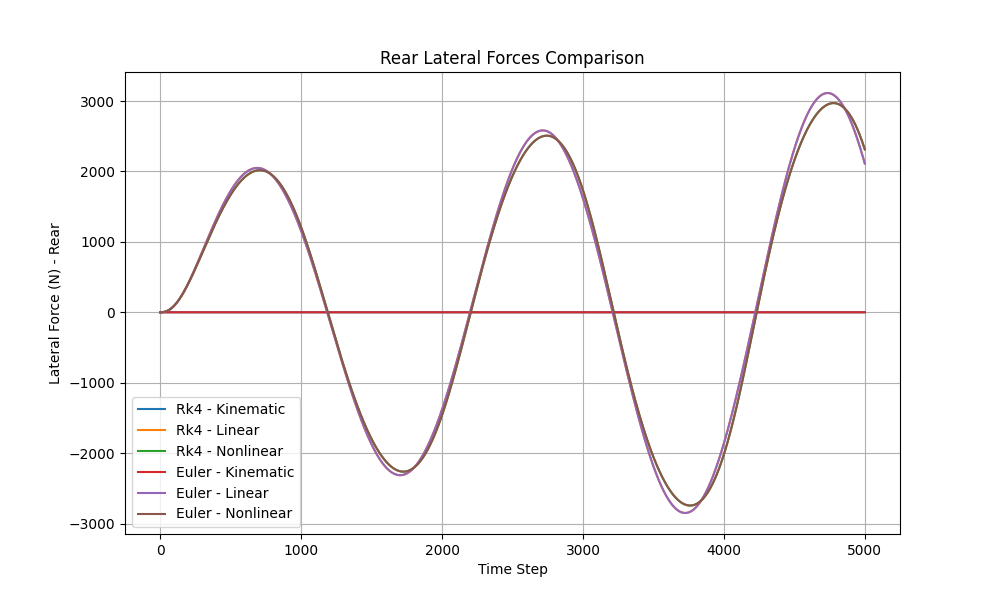 Rear Lateral Forces Comparison
Lateral Force (N) - Rear
3000
2000
1000
0
−1000
−2000
−3000
Rk4 - Kinematic
Rk4 - Linear
Rk4 - Nonlinear
Euler - Kinematic
Euler - Linear
Euler - Nonlinear
0 1000 2000 3000 4000 5000
Time Step